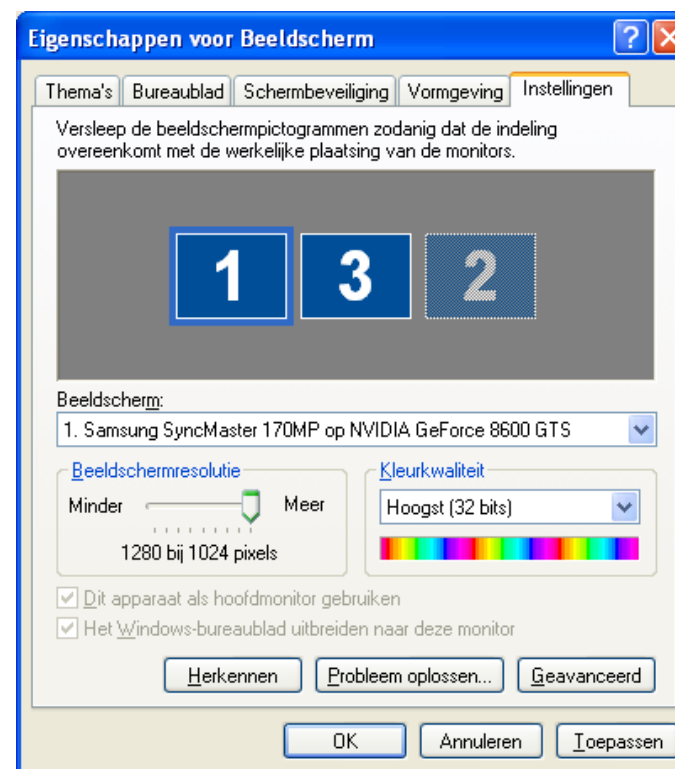 Eigenschappen voor Beeldscherm
Thema's Bureaublad Schermbeveiliging Vormgeving Instellingen
Versleep de beeldschermpictogrammen zodanig dat de indeling
overeenkomt met de werkelijke plaatsing van de monitors.
1 3 2
Beeldscherm:
1. Samsung SyncMaster 170MP op NVIDIA GeForce 8600 GTS
Beeldschermresolutie Kleurkwaliteit
Minder Meer Hoogst (32 bits)
1280 bij 1024 pixels
Dit apparaat als hoofdmonitor gebruiken
Het Windows-bureaublad uitbreiden naar deze monitor
Herkennen Probleem oplossen... Geavanceerd
OK Annuleren Toepassen